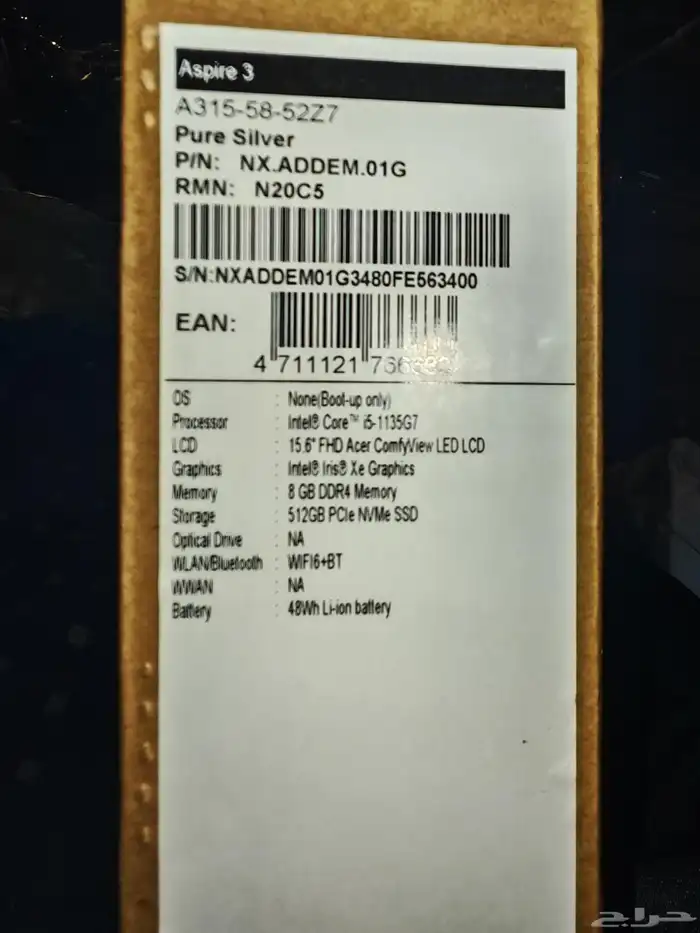 Aspire 3
A315-58-52Z7
Pure Silver
P/N: NX.ADDEM.01G
RMN: N20C5
S/N:NXADDEM01G3480FE563400
EAN:
4 711121
OS : None(Boot-up only)
Processor : Intel® Core™ i5-1135G7
LCD : 15.6" FHD Acer ComfyView LED LCD
Graphics : Intel® Iris® Xe Graphics
Memory : 8 GB DDR4 Memory
Storage : 512GB PCIe NVMe SSD
Optical Drive : NA
WLAN/Bluetooth : WIFI6+BT
WWAN : NA
Battery : 48Wh Li-ion battery
حراج